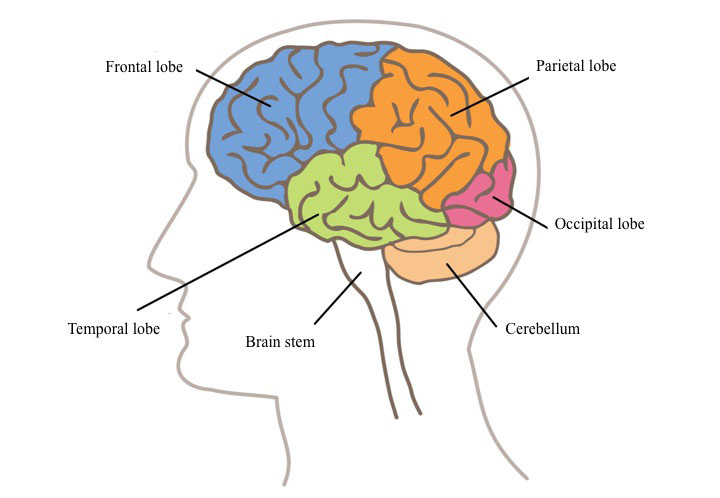 Frontal lobe
Parietal lobe
Occipital lobe
Temporal lobe
Brain stem
Cerebellum